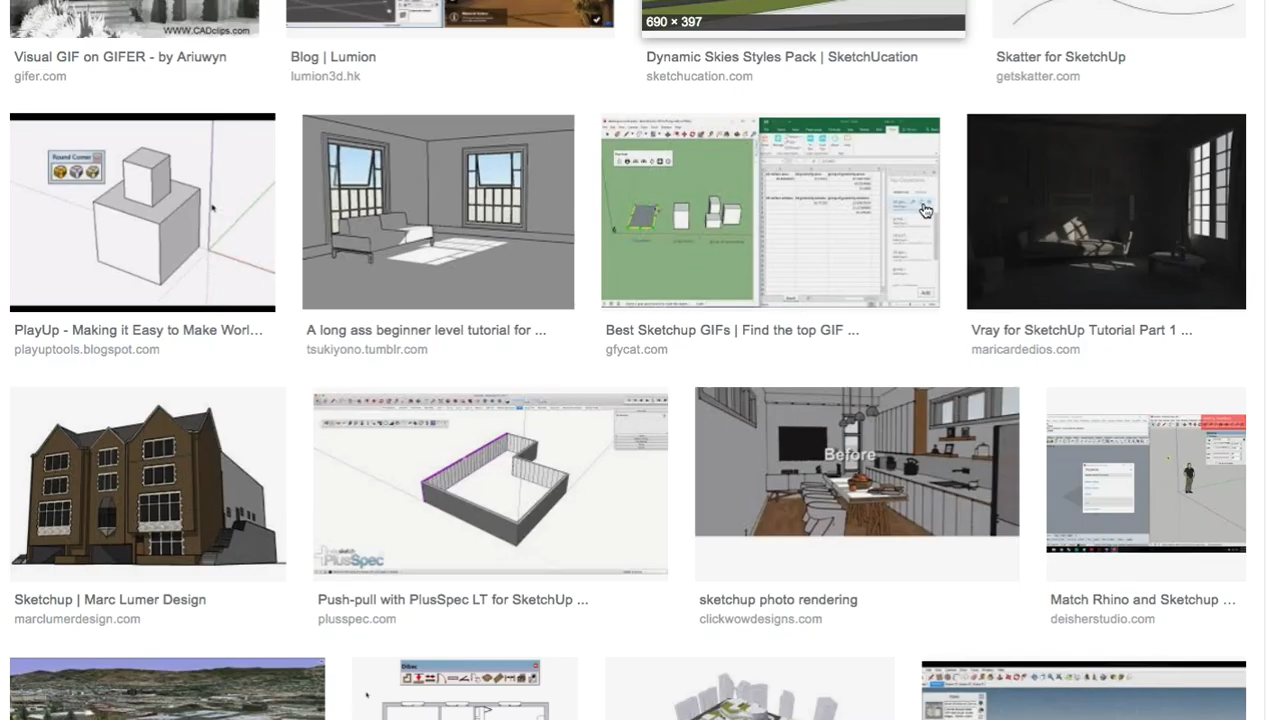 WWW.CADclips.com
690 × 397
Visual GIF on GIFER - by Ariuwyn
gifer.com
Blog | Lumion
lumion3d.hk
Dynamic Skies Styles Pack | SketchUcation
sketchucation.com
Skatter for SketchUp
getskatter.com
Round Corner
PlayUp - Making it Easy to Make Worl...
playuptools.blogspot.com
A long ass beginner level tutorial for ...
tsukiyono.tumblr.com
Best Sketchup GIFs | Find the top GIF ...
gfycat.com
Vray for SketchUp Tutorial Part 1 ...
maricardedios.com
Before
PlusSpec
Sketchup | Marc Lumer Design
marclumerdesign.com
Push-pull with PlusSpec LT for SketchUp ...
plusspec.com
sketchup photo rendering
clickwowdesigns.com
Match Rhino and Sketchup ...
deisherstudio.com
Dibac